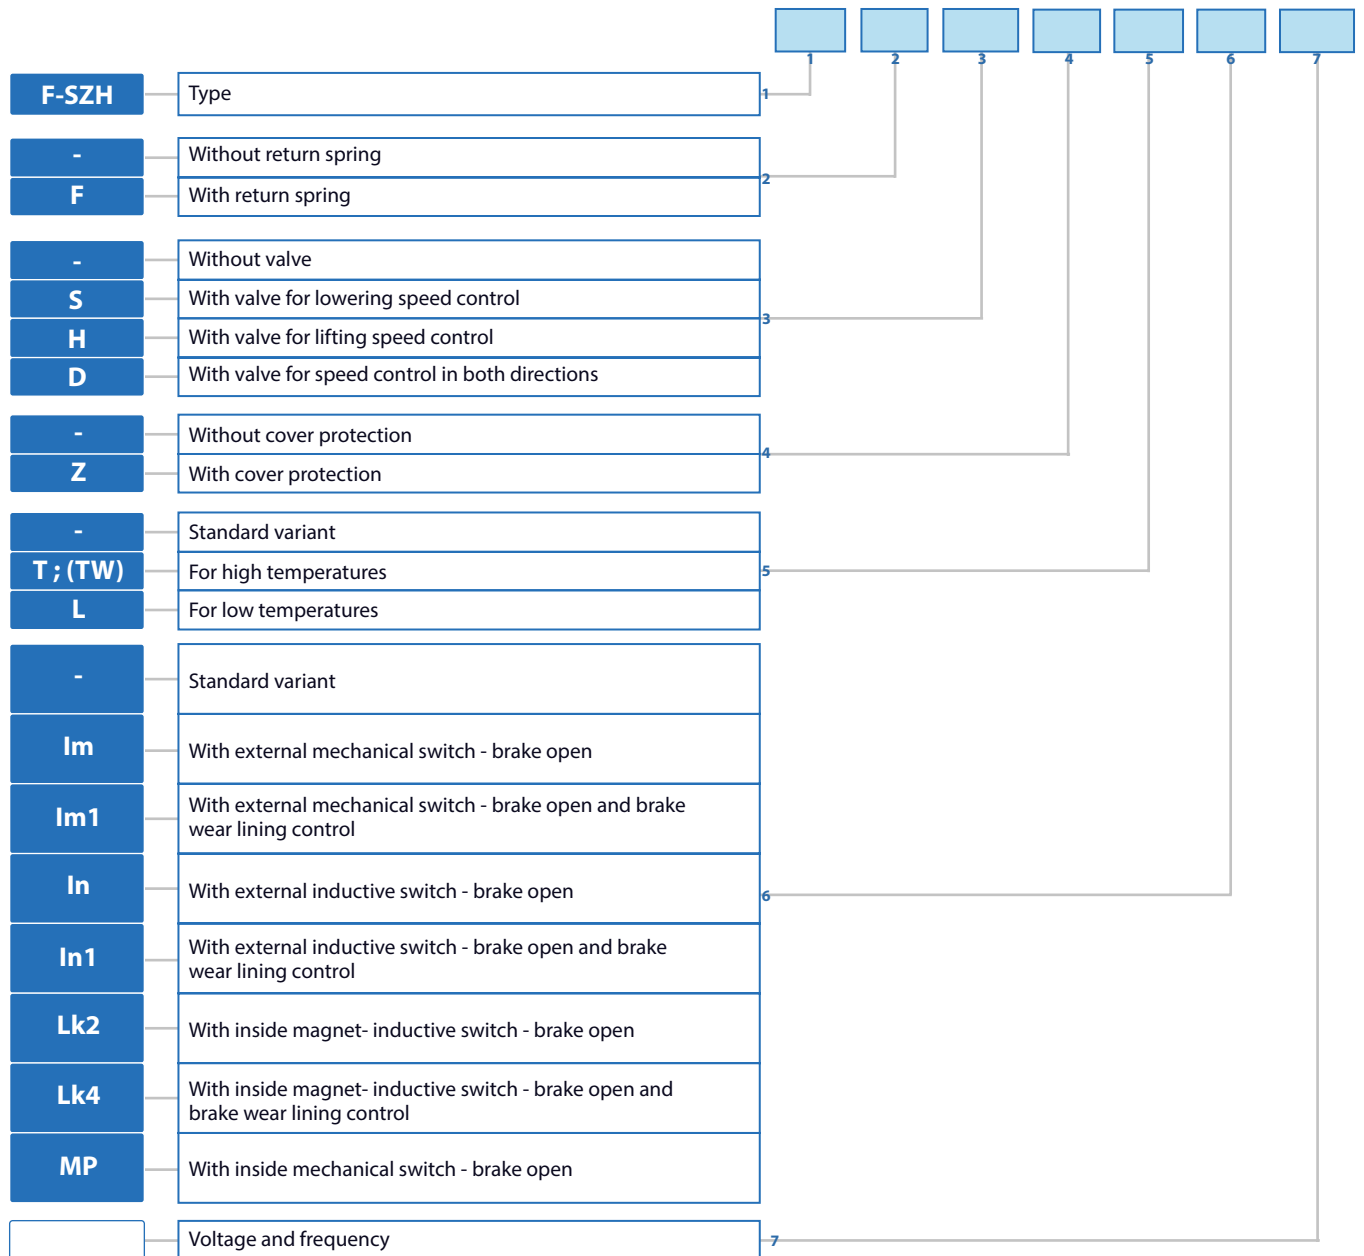 1 2 3 4 5 6 7
F-SZH Type 1
- Without return spring
2
F With return spring
- Without valve
S With valve for lowering speed control
3
H With valve for lifting speed control
D With valve for speed control in both directions
- Without cover protection
4
Z With cover protection
- Standard variant
T ; (TW) For high temperatures 5
L For low temperatures
- Standard variant
Im With external mechanical switch - brake open
Im1 With external mechanical switch - brake open and brake
wear lining control
In With external inductive switch - brake open 6
In1 With external inductive switch - brake open and brake
wear lining control
Lk2 With inside magnet- inductive switch - brake open
Lk4 With inside magnet- inductive switch - brake open and
brake wear lining control
MP With inside mechanical switch - brake open
Voltage and frequency 7